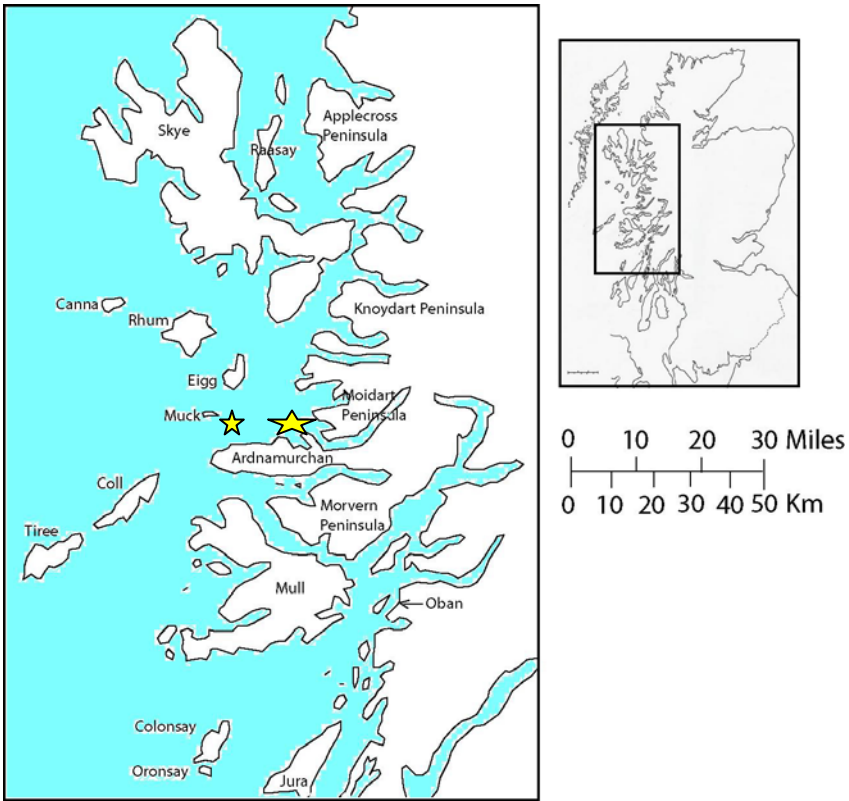 Skye
Raasay
Applecross
Peninsula
Canna
Rhum
Knoydart Peninsula
Eigg
Muck
Moidart
Peninsula
Ardnamurchan
Coll
Morvern
Peninsula
Tiree
Mull
Oban
Colonsay
Oronsay
Jura
0 10 20 30 Miles
0 10 20 30 40 50 Km